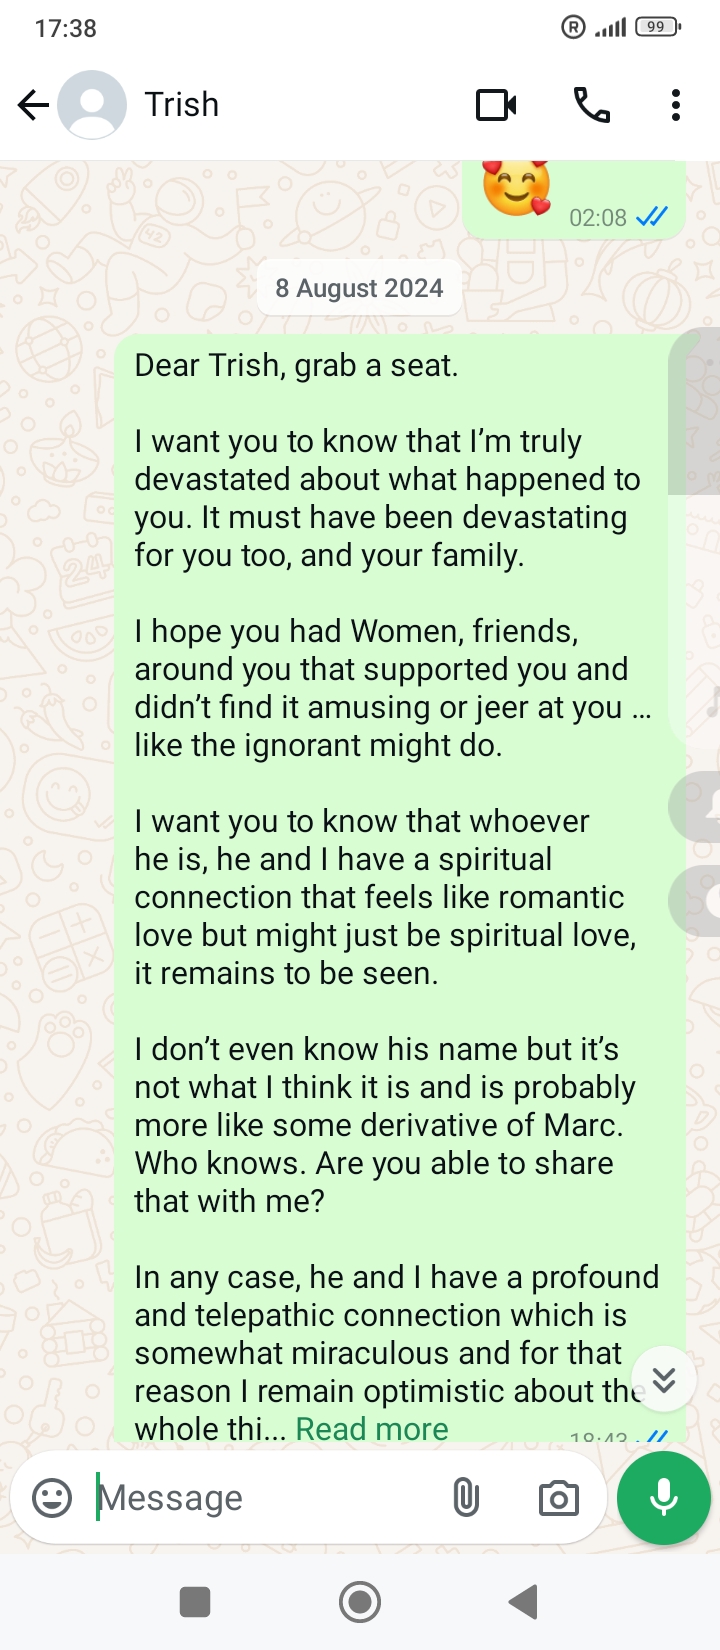 17:38
R
99
Trish
02:08
8 August 2024
Dear Trish, grab a seat.
I want you to know that I’m truly
devastated about what happened to
you. It must have been devastating
for you too, and your family.
I hope you had Women, friends,
around you that supported you and
didn’t find it amusing or jeer at you ...
like the ignorant might do.
I want you to know that whoever
he is, he and I have a spiritual
connection that feels like romantic
love but might just be spiritual love,
it remains to be seen.
I don’t even know his name but it’s
not what I think it is and is probably
more like some derivative of Marc.
Who knows. Are you able to share
that with me?
In any case, he and I have a profound
and telepathic connection which is
somewhat miraculous and for that
reason I remain optimistic about the
whole thi... Read more
18:43
Message